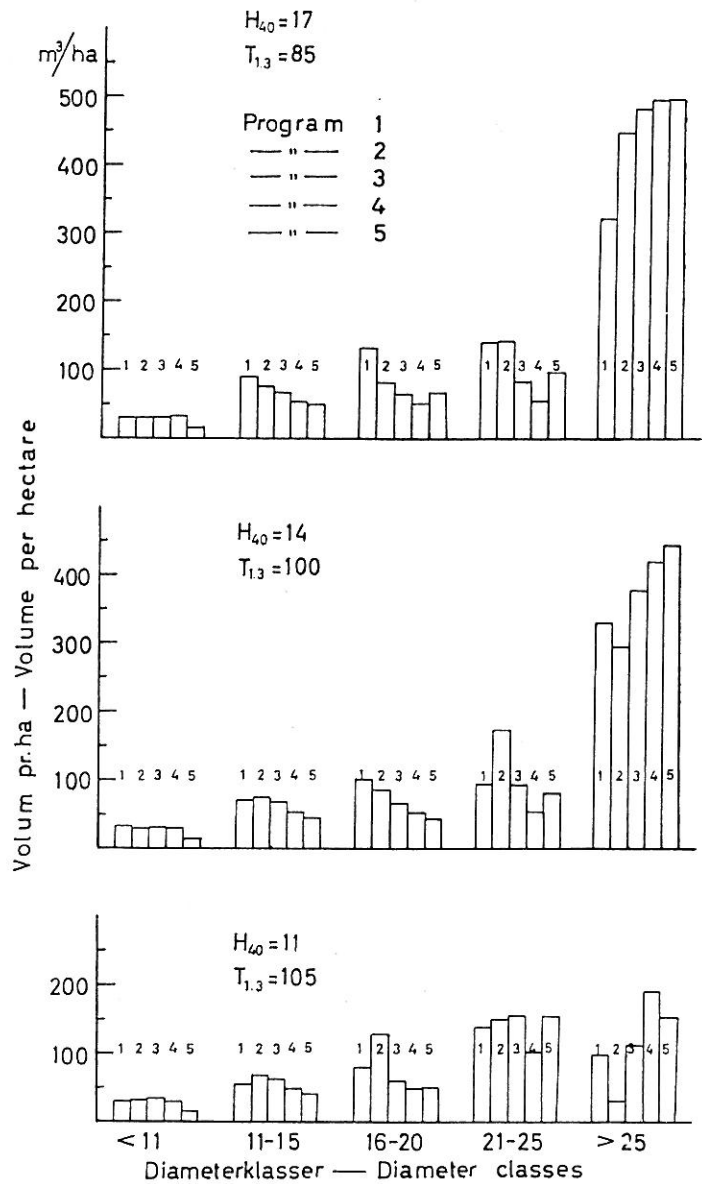 H₄₀=17
m³/ha
T₁.₃=85
500
400
300
200
100
Program 1
— " — 2
— " — 3
— " — 4
— " — 5
1 2 3 4 5
1 2 3 4 5
1 2 3 4 5
1 2 3 4 5
1 2 3 4 5
H₄₀=14
T₁.₃=100
400
300
200
100
1 2 3 4 5
1 2 3 4 5
1 2 3 4 5
1 2 3 4 5
1 2 3 4 5
H₄₀=11
T₁.₃=105
200
100
1 2 3 4 5
1 2 3 4 5
1 2 3 4 5
1 2 3 4 5
1 2 3 4 5
<11 11-15 16-20 21-25 >25
Diameterklasser — Diameter classes
Volum pr.ha — Volume per hectare